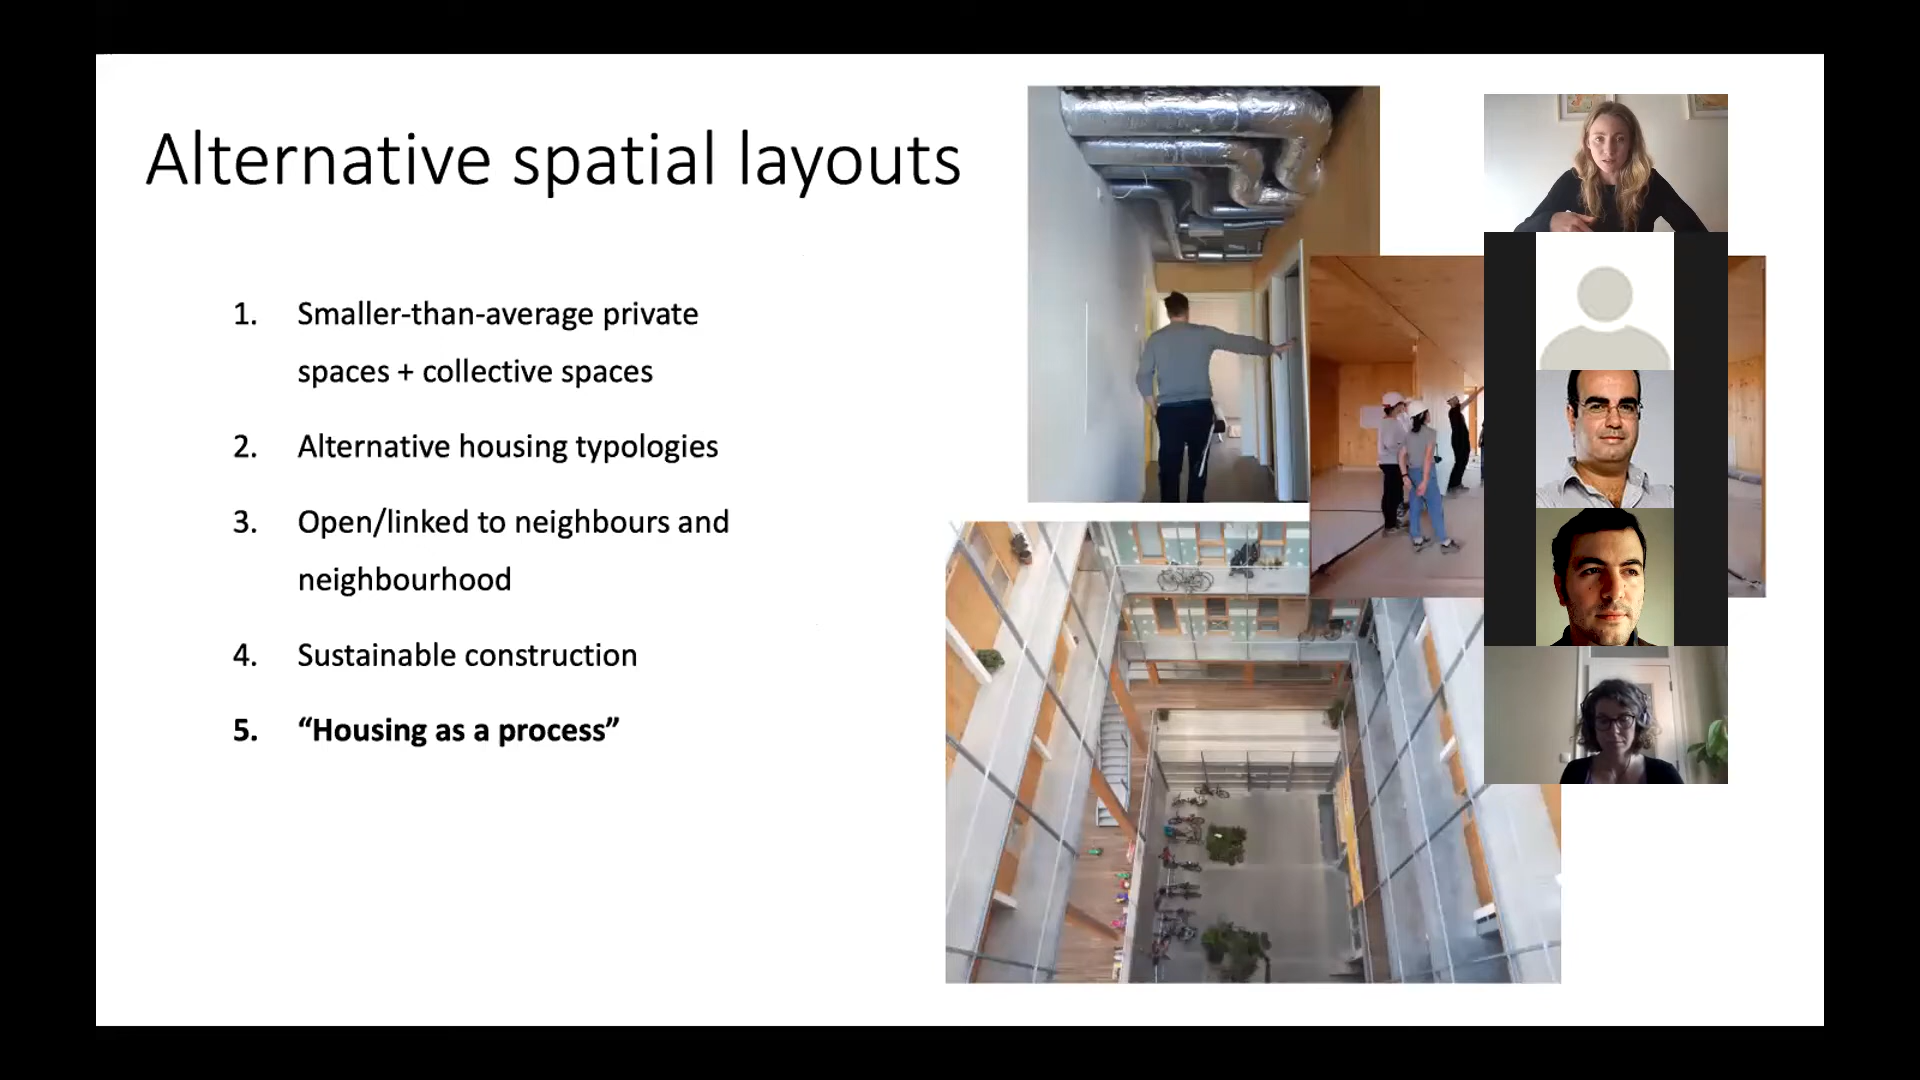 Alternative spatial layouts
1. Smaller-than-average private
spaces + collective spaces
2. Alternative housing typologies
3. Open/linked to neighbours and
neighbourhood
4. Sustainable construction
5. “Housing as a process”